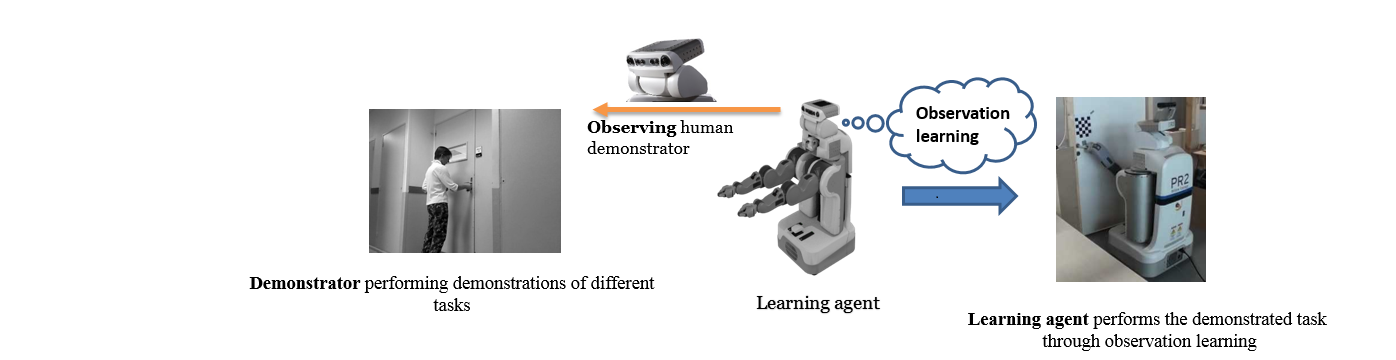 Observing human
demonstrator
Observation
learning
PR2
Demonstrator performing demonstrations of different
tasks
Learning agent
Learning agent performs the demonstrated task
through observation learning